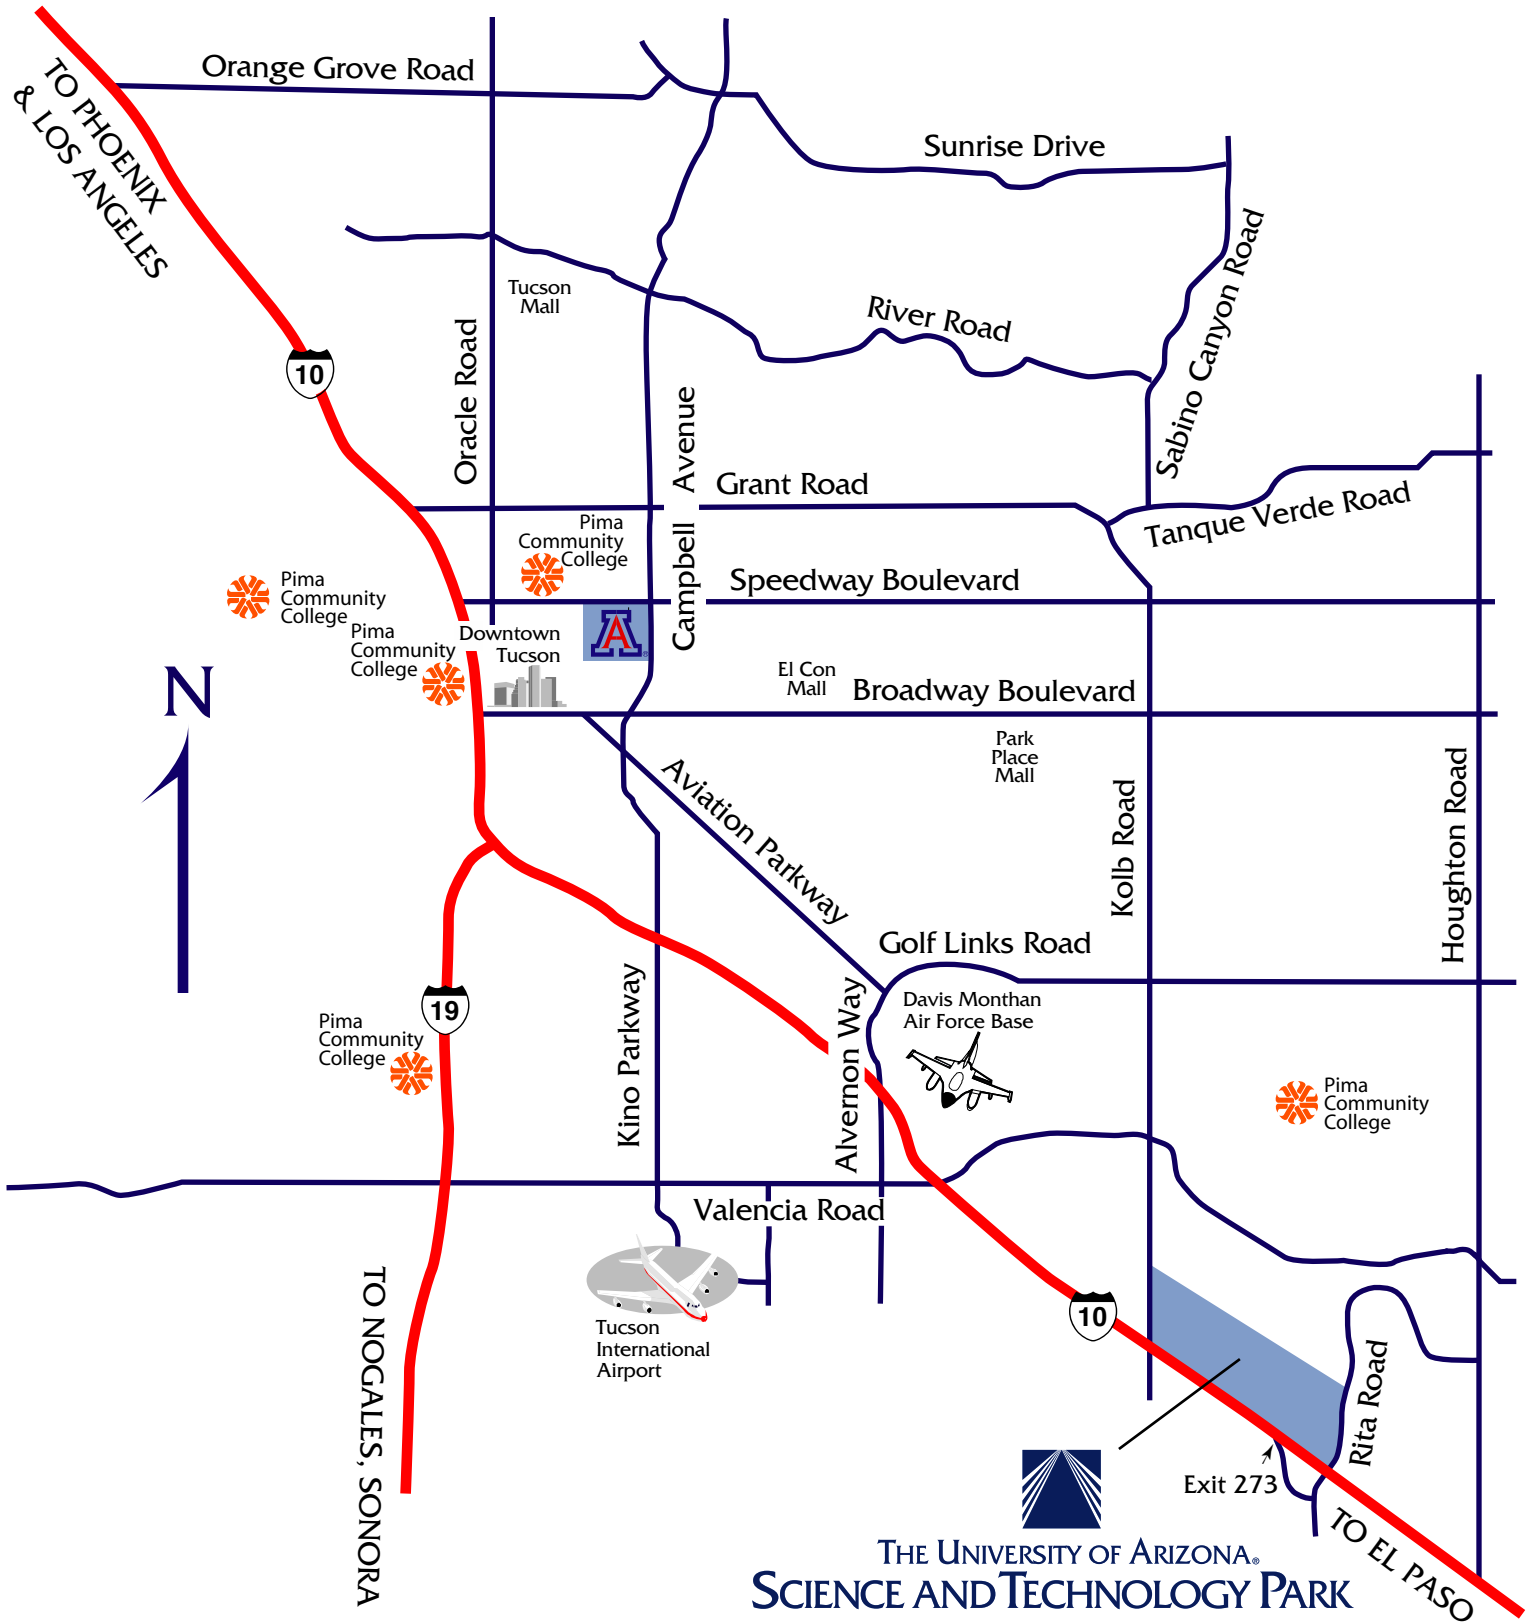 Orange Grove Road
TO PHOENIX
& LOS ANGELES
Sunrise Drive
Sabino Canyon Road
Tucson
Mall
River Road
Oracle Road
10
Campbell Avenue
Grant Road
Tanque Verde Road
Pima
Community
College
Speedway Boulevard
Pima
Community
College
Pima
Community
College
Downtown
Tucson
A
®
El Con
Mall
Broadway Boulevard
N
Park
Place
Mall
Aviation Parkway
Kolb Road
Houghton Road
Golf Links Road
Davis Monthan
Air Force Base
Alvernon Way
Kino Parkway
19
Pima
Community
College
Pima
Community
College
Valencia Road
TO NOGALES, SONORA
Tucson
International
Airport
10
Rita Road
Exit 273
TO EL PASO
THE UNIVERSITY OF ARIZONA®
SCIENCE AND TECHNOLOGY PARK